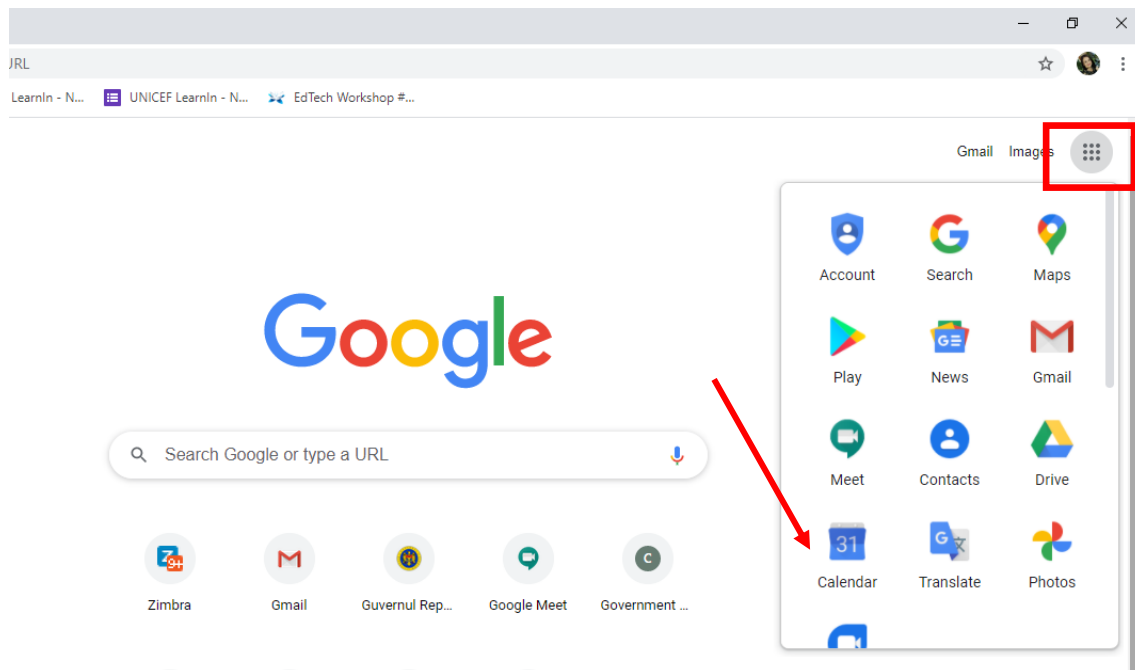 URL
LearnIn - N... UNICEF LearnIn - N... EdTech Workshop #...
Gmail Images
Account Search Maps
Google
Play News Gmail
Search Google or type a URL
Meet Contacts Drive
31
Calendar Translate Photos
Zimbra Gmail Guvernul Rep... Google Meet Government ...